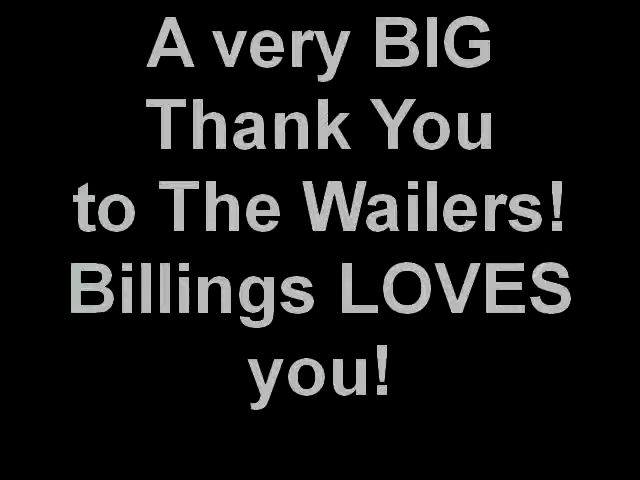 A very BIG
Thank You
to The Wailers!
Billings LOVES
you!